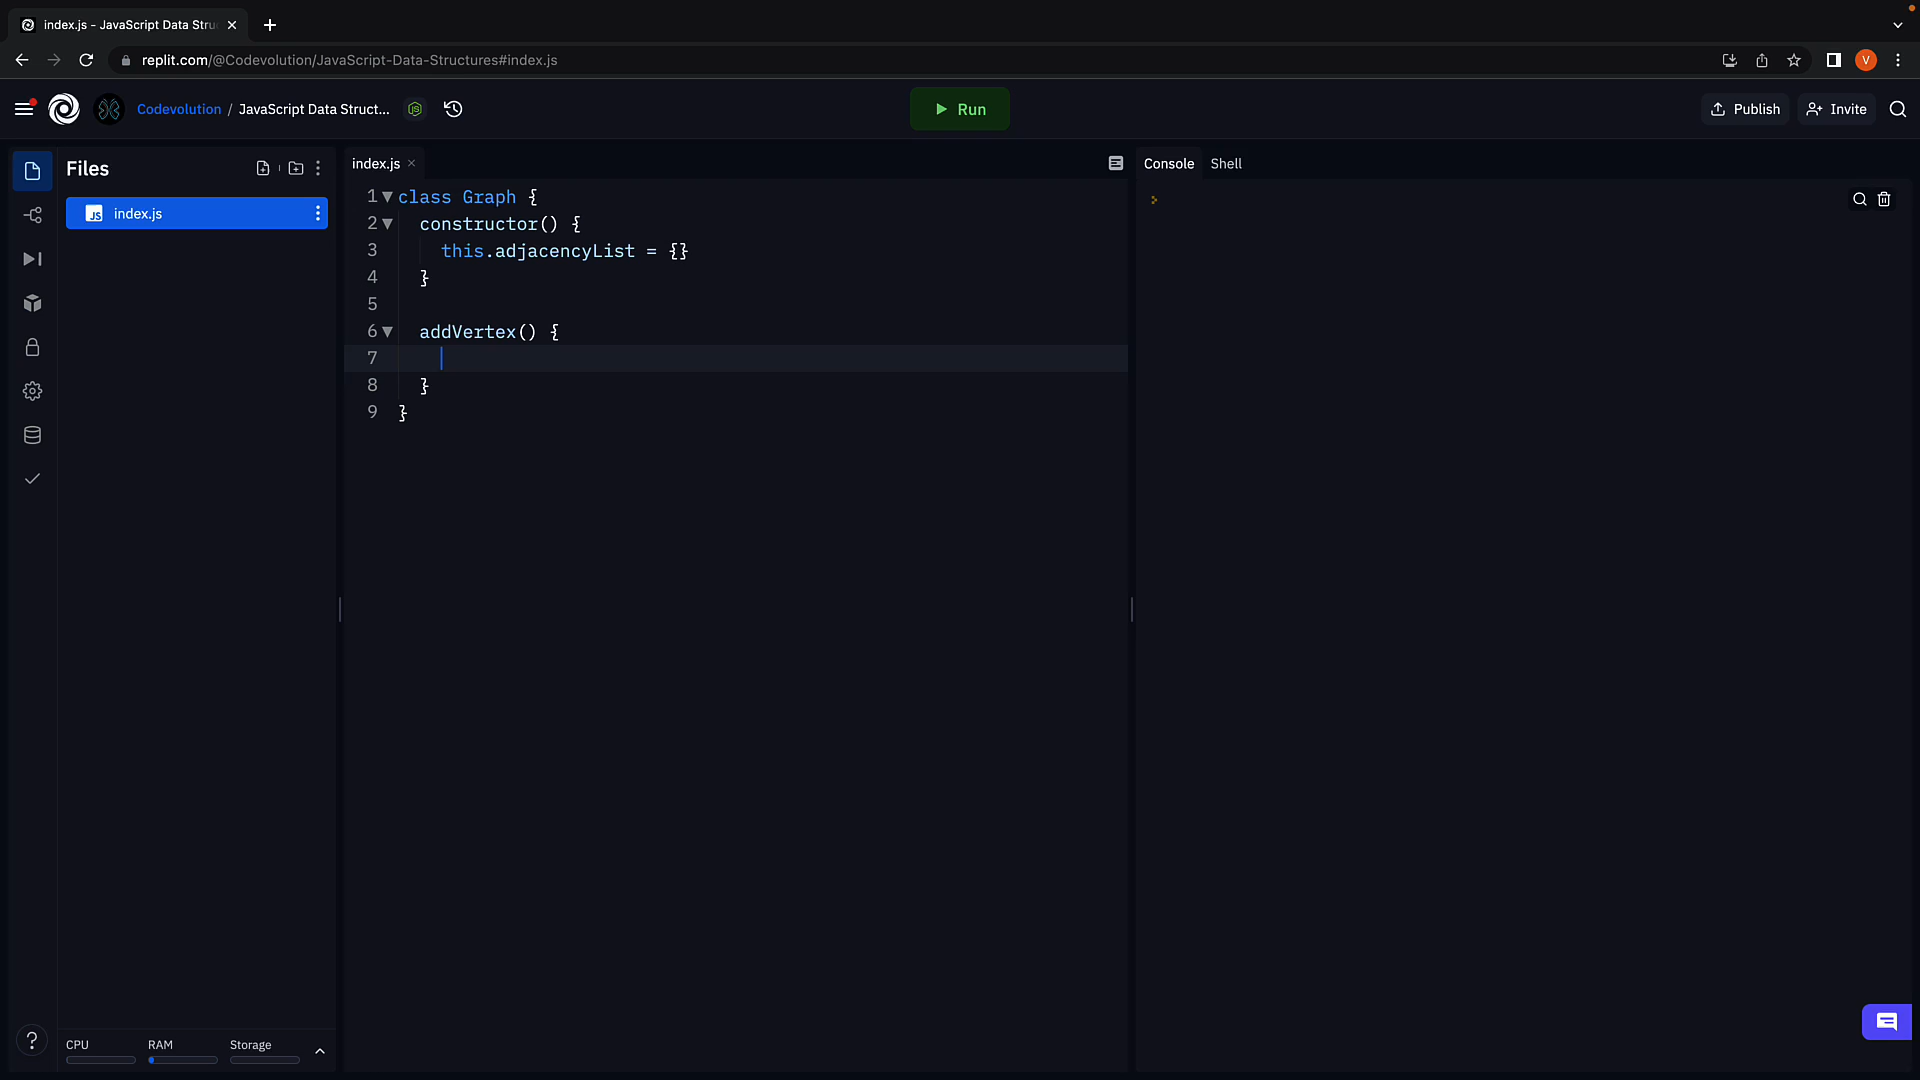 index.js - JavaScript Data Stru
replit.com/@Codevolution/JavaScript-Data-Structures#index.js
V
Codevolution / JavaScript Data Struct...
Run
Publish
Invite
Files
JS index.js
index.js
Console
Shell
1 class Graph {
2 constructor() {
3 this.adjacencyList = {}
4 }
5
6 addVertex() {
7
8 }
9 }
?
CPU
RAM
Storage